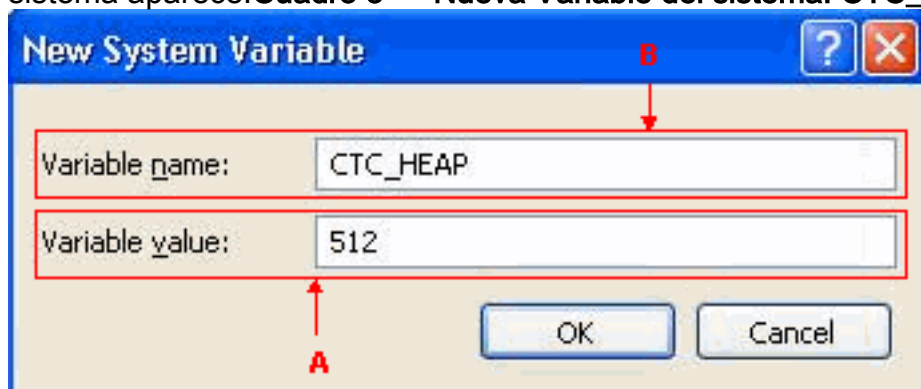 New System Variable
B
Variable name: CTC_HEAP
Variable value: 512
OK Cancel
A